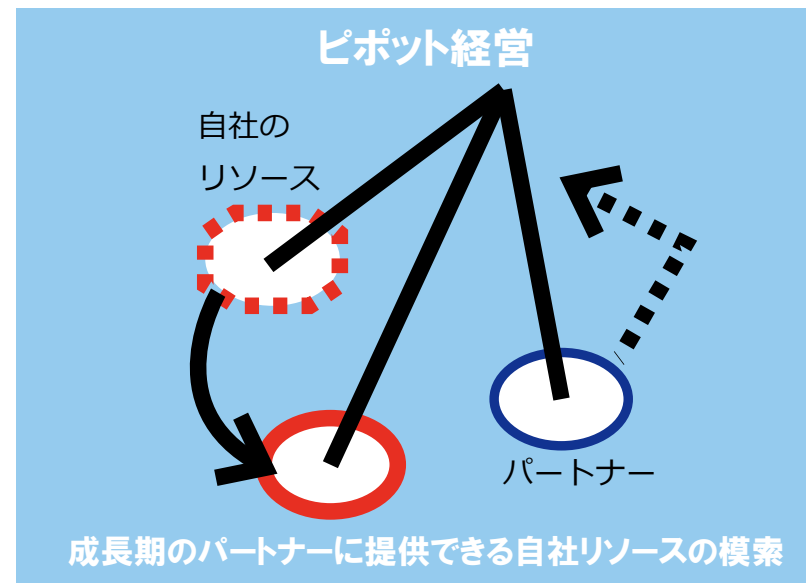 ピポット経営
自社の
リソース
パートナー
成長期のパートナーに提供できる自社リソースの模索